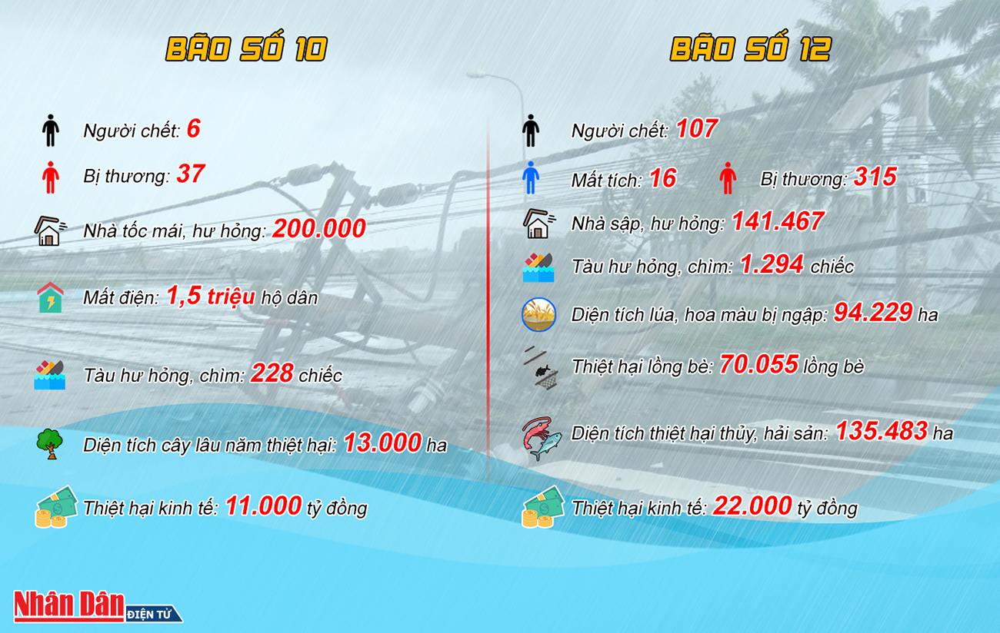 BÃO SỐ 10
Người chết: 6
Bị thương: 37
Nhà tốc mái, hư hỏng: 200.000
Mất điện: 1,5 triệu hộ dân
Tàu hư hỏng, chìm: 228 chiếc
Diện tích cây lâu năm thiệt hại: 13.000 ha
Thiệt hại kinh tế: 11.000 tỷ đồng
BÃO SỐ 12
Người chết: 107
Mất tích: 16 Bị thương: 315
Nhà sập, hư hỏng: 141.467
Tàu hư hỏng, chìm: 1.294 chiếc
Diện tích lúa, hoa màu bị ngập: 94.229 ha
Thiệt hại lồng bè: 70.055 lồng bè
Diện tích thiệt hại thủy, hải sản: 135.483 ha
Thiệt hại kinh tế: 22.000 tỷ đồng
Nhân Dân
ĐIỆN TỬ